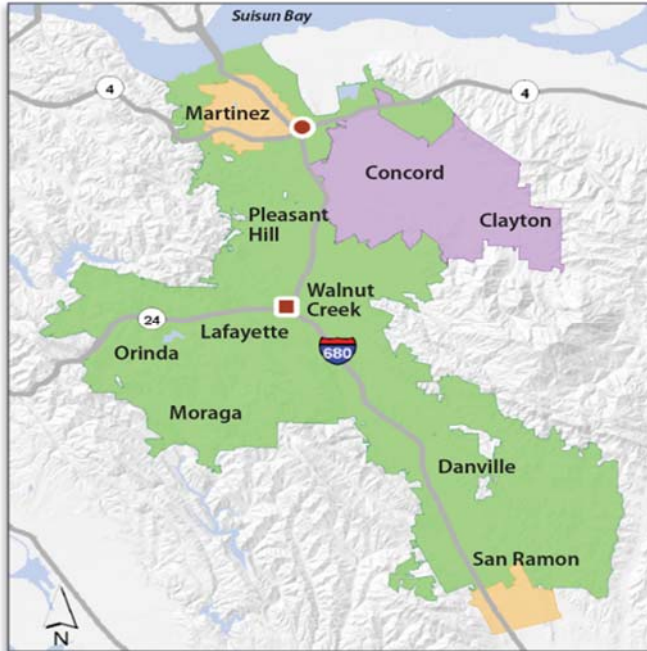 Suisun Bay
4
4
Martinez
Concord
Clayton
Pleasant
Hill
Walnut
Creek
24
Lafayette
680
Orinda
Moraga
Danville
San Ramon
N